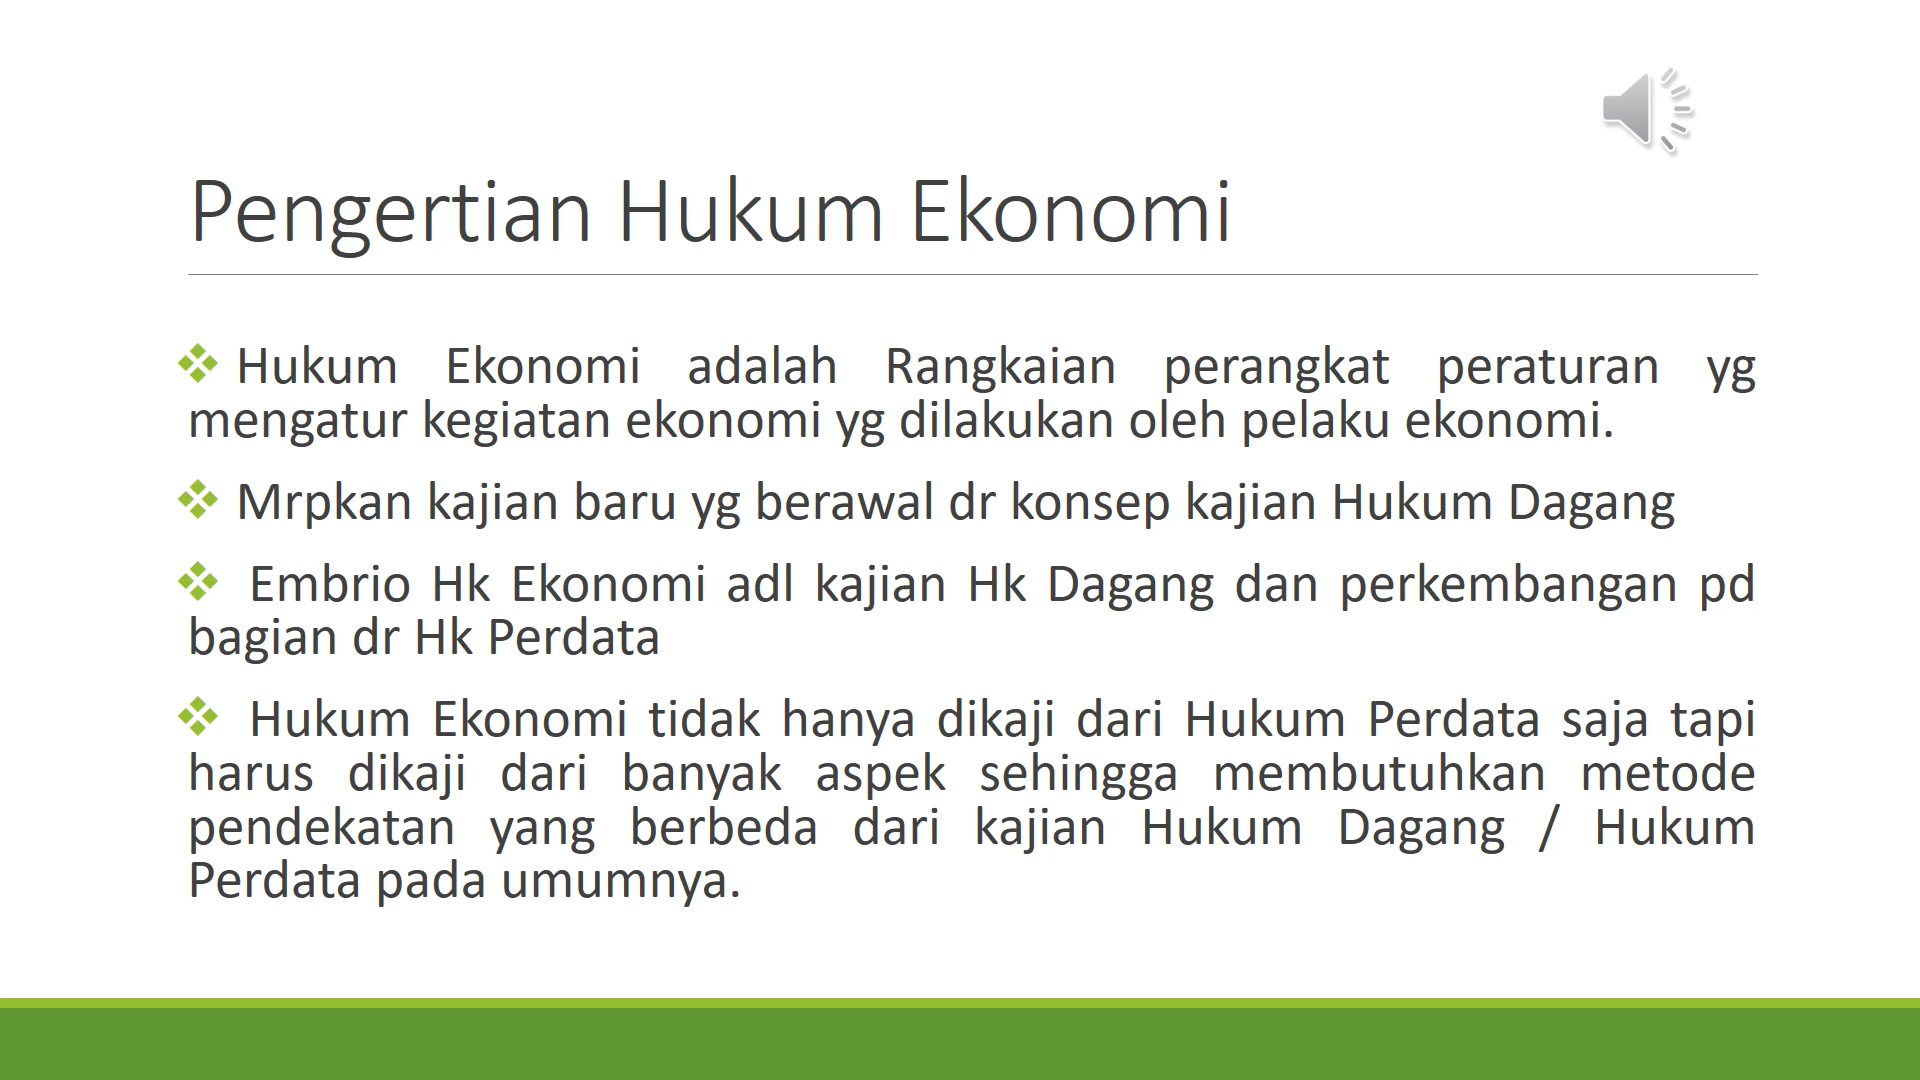 Pengertian Hukum Ekonomi
❖ Hukum Ekonomi adalah Rangkaian perangkat peraturan yg
mengatur kegiatan ekonomi yg dilakukan oleh pelaku ekonomi.
❖ Mrpkan kajian baru yg berawal dr konsep kajian Hukum Dagang
❖ Embrio Hk Ekonomi adl kajian Hk Dagang dan perkembangan pd
bagian dr Hk Perdata
❖ Hukum Ekonomi tidak hanya dikaji dari Hukum Perdata saja tapi
harus dikaji dari banyak aspek sehingga membutuhkan metode
pendekatan yang berbeda dari kajian Hukum Dagang / Hukum
Perdata pada umumnya.